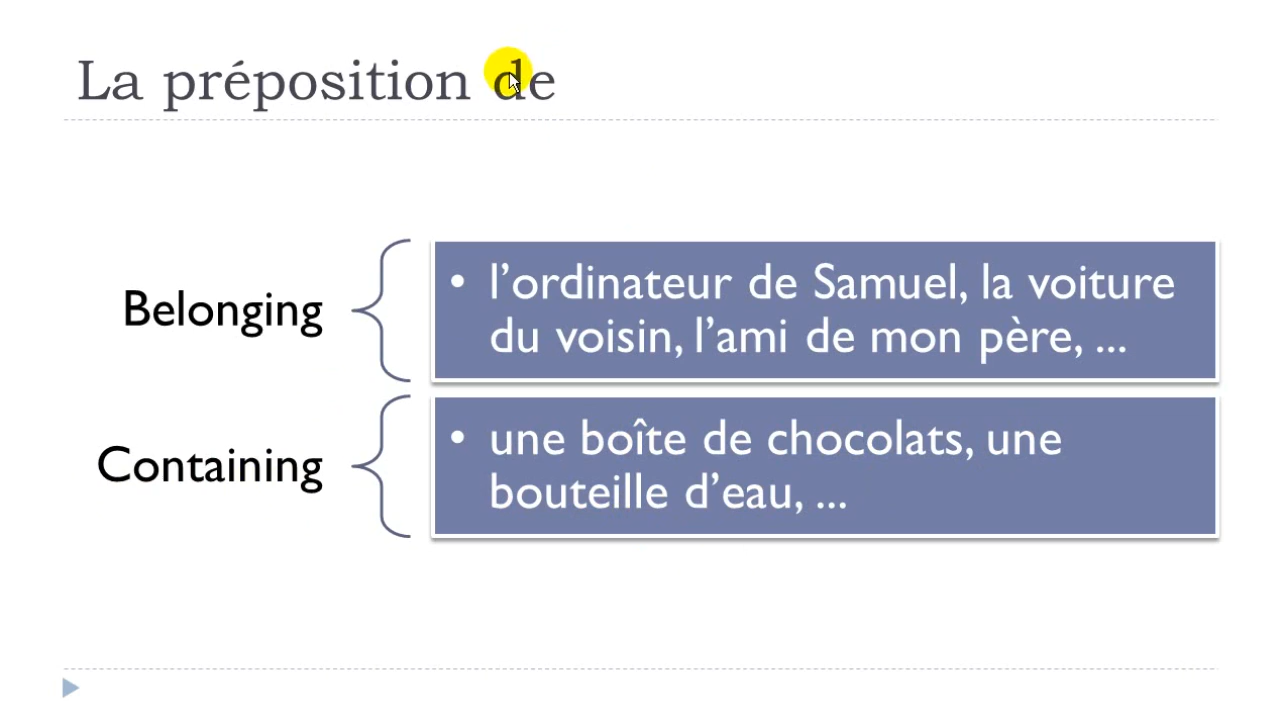 La préposition de
Belonging
• l’ordinateur de Samuel, la voiture
du voisin, l’ami de mon père, ...
Containing
• une boîte de chocolats, une
bouteille d’eau, ...